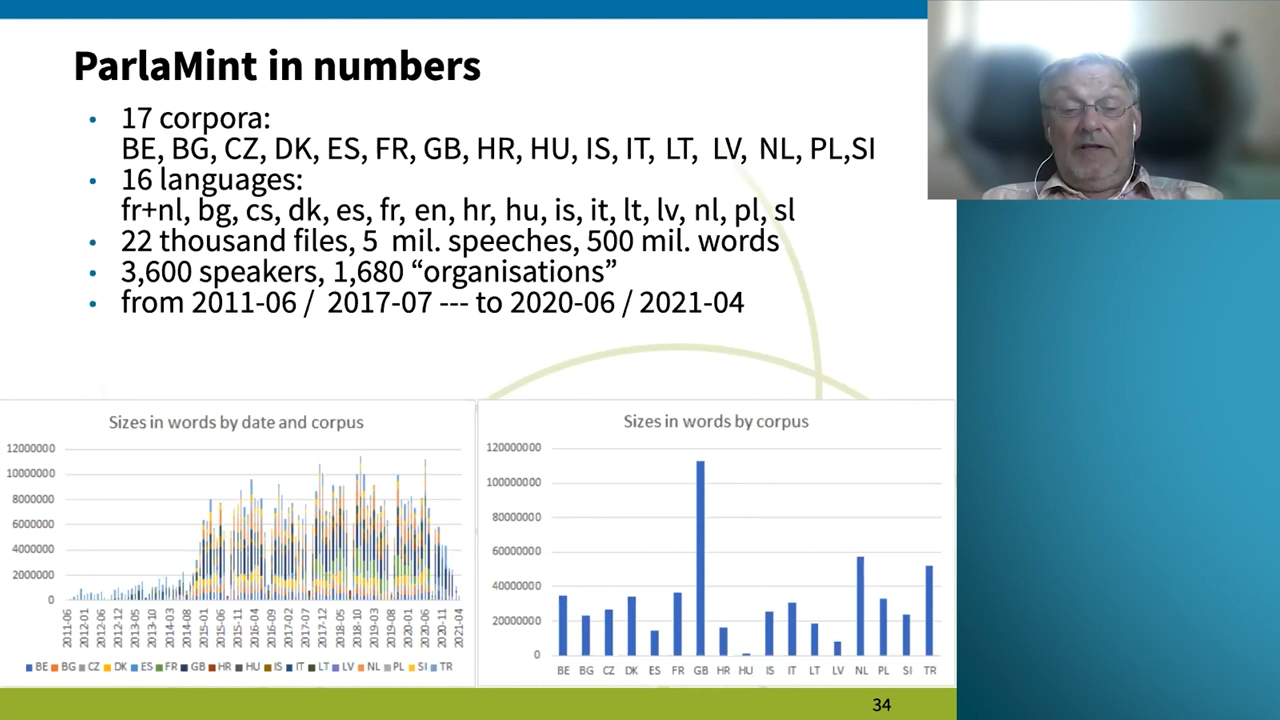 ParlaMint in numbers
• 17 corpora:
BE, BG, CZ, DK, ES, FR, GB, HR, HU, IS, IT, LT, LV, NL, PL,SI
• 16 languages:
fr+nl, bg, cs, dk, es, fr, en, hr, hu, is, it, lt, lv, nl, pl, sl
• 22 thousand files, 5 mil. speeches, 500 mil. words
• 3,600 speakers, 1,680 “organisations”
• from 2011-06 / 2017-07 --- to 2020-06 / 2021-04
Sizes in words by date and corpus
12000000
10000000
8000000
6000000
4000000
2000000
0
2011-06 2012-01 2012-06 2012-12 2013-05 2013-10 2014-03 2014-08 2015-01 2015-06 2015-11 2016-04 2016-09 2017-02 2017-07 2017-12 2018-05 2018-10 2019-03 2019-08 2020-01 2020-06 2020-11 2021-04
BE BG CZ DK ES FR GB HR HU IS IT LT LV NL PL SI TR
Sizes in words by corpus
120000000
100000000
80000000
60000000
40000000
20000000
0
BE BG CZ DK ES FR GB HR HU IS IT LT LV NL PL SI TR
34